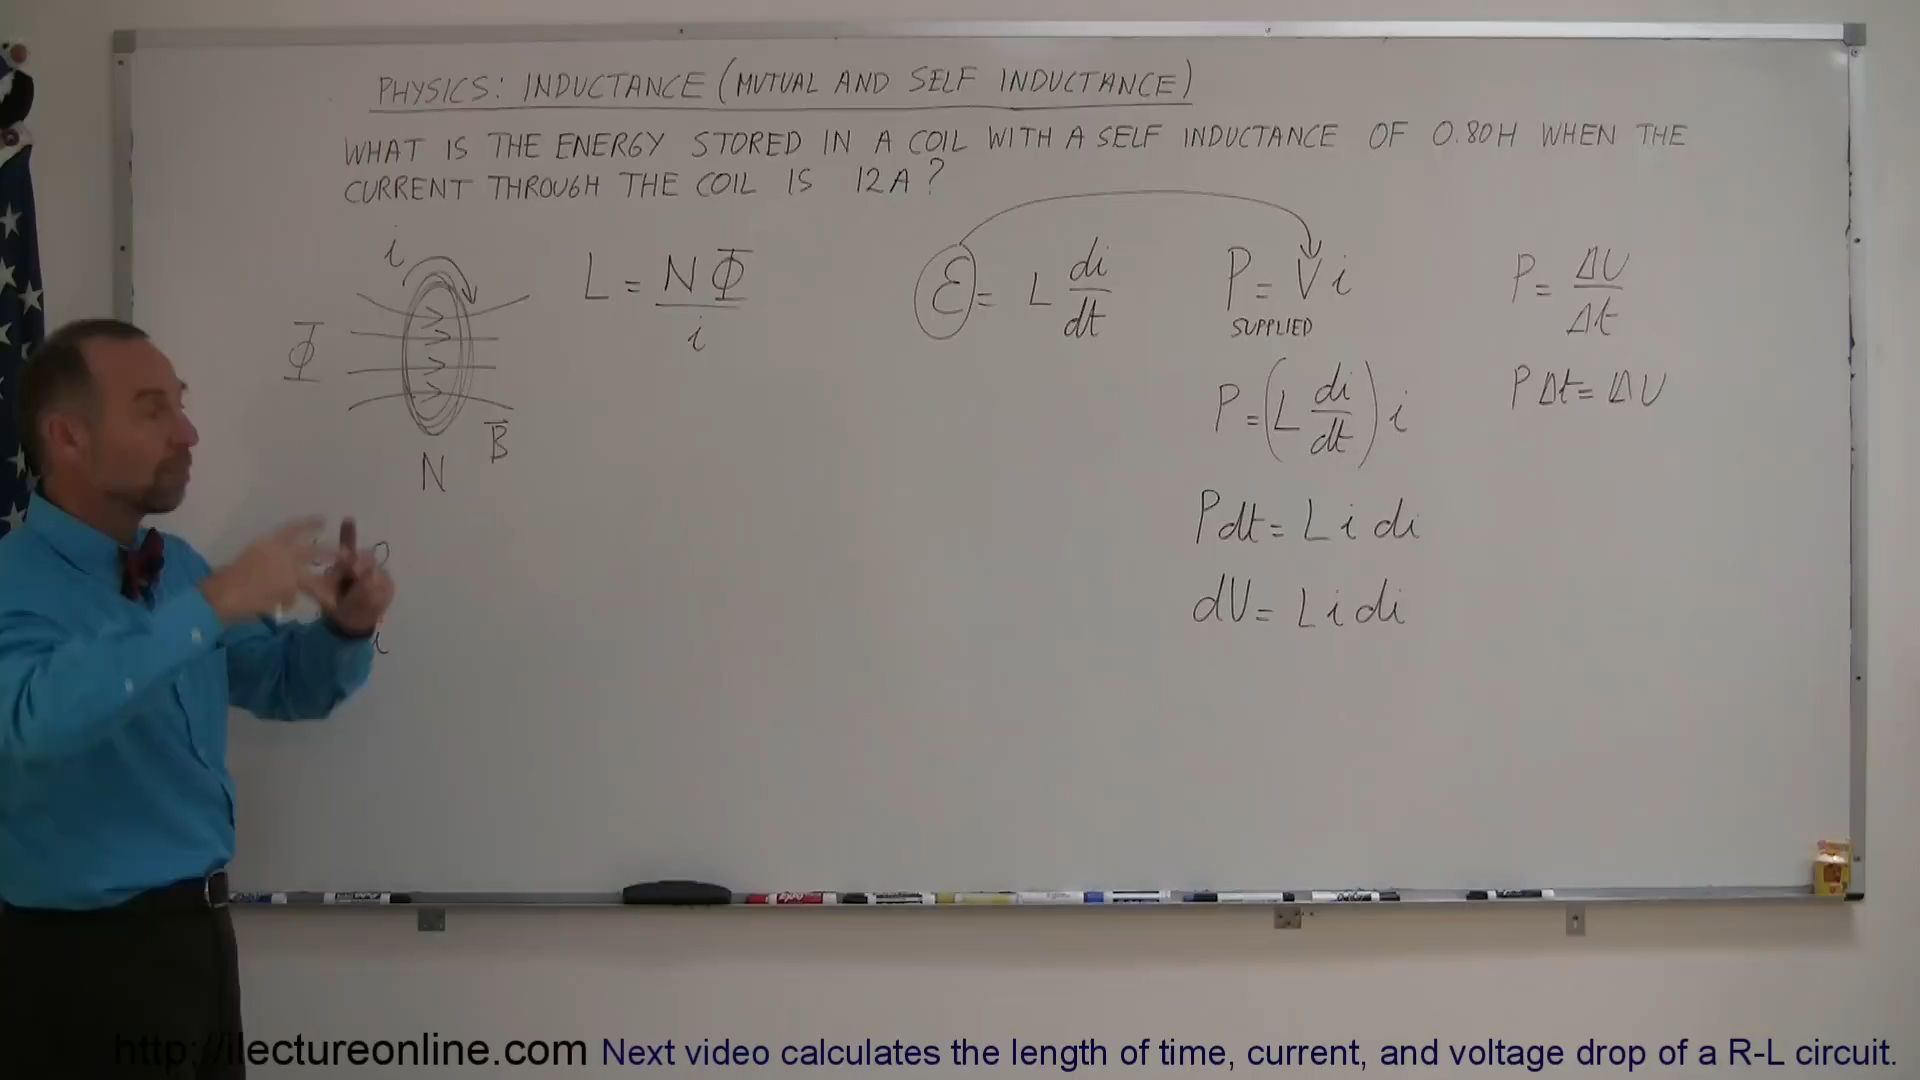 PHYSICS: INDUCTANCE (MUTUAL AND SELF INDUCTANCE)
WHAT IS THE ENERGY STORED IN A COIL WITH A SELF INDUCTANCE OF 0.80H WHEN THE
CURRENT THROUGH THE COIL IS 12A?
i
Φ
B
N
L = NΦ / i
ε = L di/dt
P = Vi
SUPPLIED
P = (L di/dt) i
Pdt = L i di
dU = L i di
P = ΔU/Δt
PΔt = ΔU
i
http://ilectureonline.com Next video calculates the length of time, current, and voltage drop of a R-L circuit.